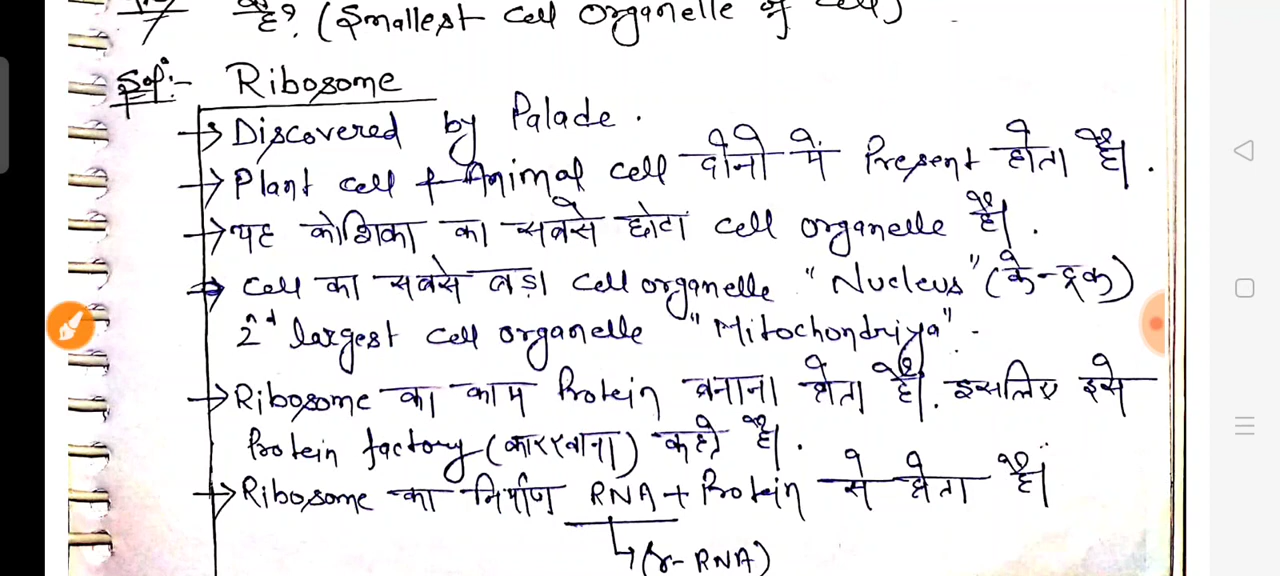 है? (Smallest cell organelle of cell)
Sol:- Ribosome
→ Discovered by Palade.
→ Plant cell & Animal cell दोनो में Present होता है।.
→ यह कोशिका का सबसे छोटा cell organelle है।.
→ Cell का सबसे बड़ा Cell organelle "Nucleus" (केन्द्रक)
2nd largest cell organelle "Mitochondriya".
→ Ribosome का काम Protein बनाना होता है।. इसलिए इसे
Protein factory (कारखाना) कहते है।.
→ Ribosome का निर्माण RNA + Protein से होता है।
↳ (r-RNA)